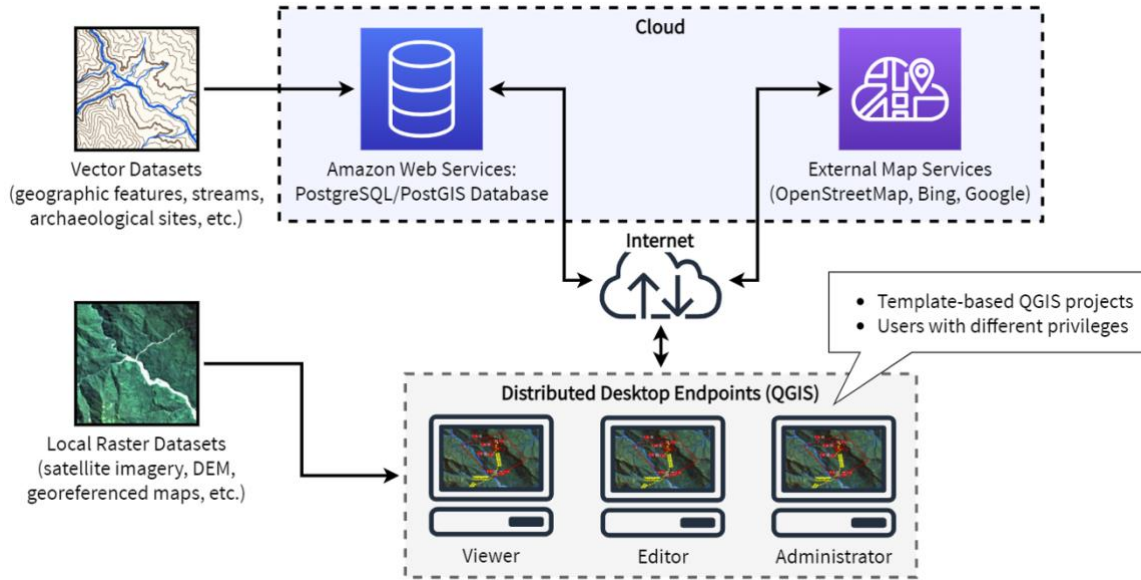 Cloud
Amazon Web Services:
PostgreSQL/PostGIS Database
External Map Services
(OpenStreetMap, Bing, Google)
Vector Datasets
(geographic features, streams,
archaeological sites, etc.)
Internet
• Template-based QGIS projects
• Users with different privileges
Local Raster Datasets
(satellite imagery, DEM,
georeferenced maps, etc.)
Distributed Desktop Endpoints (QGIS)
Viewer
Editor
Administrator